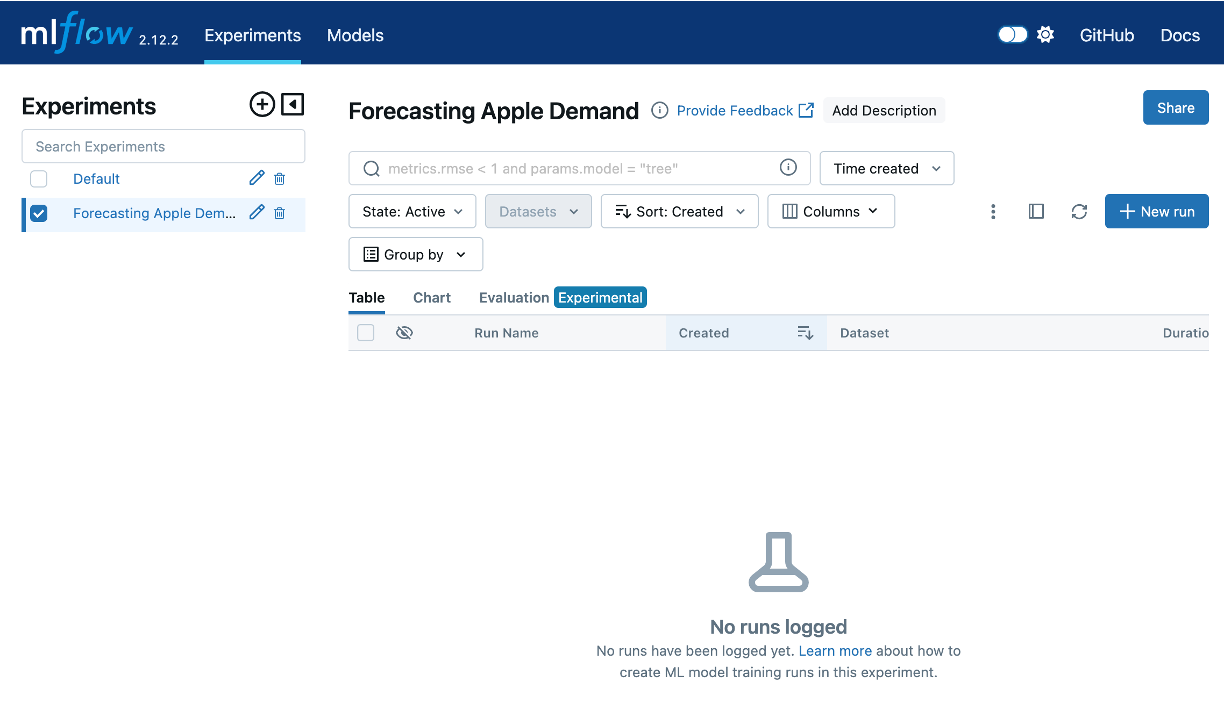 mlflow 2.12.2 Experiments Models GitHub Docs
Experiments
Search Experiments
Default
Forecasting Apple Dem...
Forecasting Apple Demand Provide Feedback Add Description Share
metrics.rmse < 1 and params.model = "tree" Time created
State: Active Datasets Sort: Created Columns New run
Group by
Table Chart Evaluation Experimental
Run Name Created Dataset Duratio
No runs logged
No runs have been logged yet. Learn more about how to
create ML model training runs in this experiment.